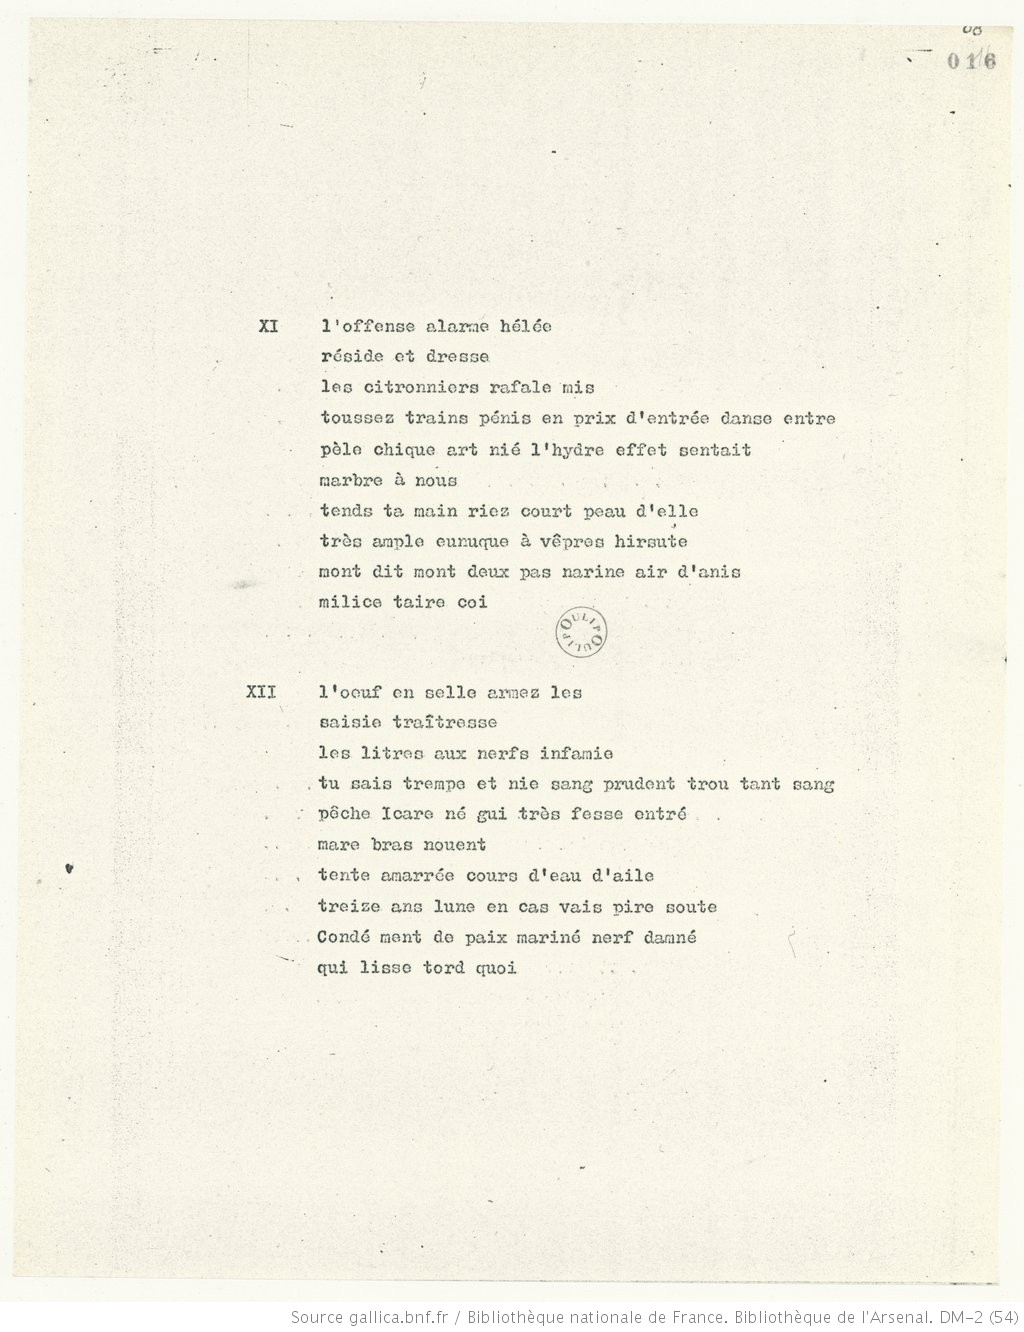 016
XI l'offense alarme hélée
réside et dresse
les citronniers rafale mis
toussez trains pénis en prix d'entrée danse entre
pèle chique art nié l'hydre effet sentait
marbre à nous
tends ta main riez court peau d'elle
très ample eunuque à vêpres hirsute
mont dit mont deux pas narine air d'anis
milice taire coi
OULIPOULIPO
XII l'oeuf en selle armez les
saisie traîtresse
les litres aux nerfs infamie
tu sais trempe et nie sang prudent trou tant sang
pêche Icare né gui très fesse entré
mare bras nouent
tente amarrée cours d'eau d'aile
treize ans lune en cas vais pire soute
Condé ment de paix mariné nerf damné
qui lisse tord quoi
Source gallica.bnf.fr / Bibliothèque nationale de France. Bibliothèque de l'Arsenal. DM-2 (54)